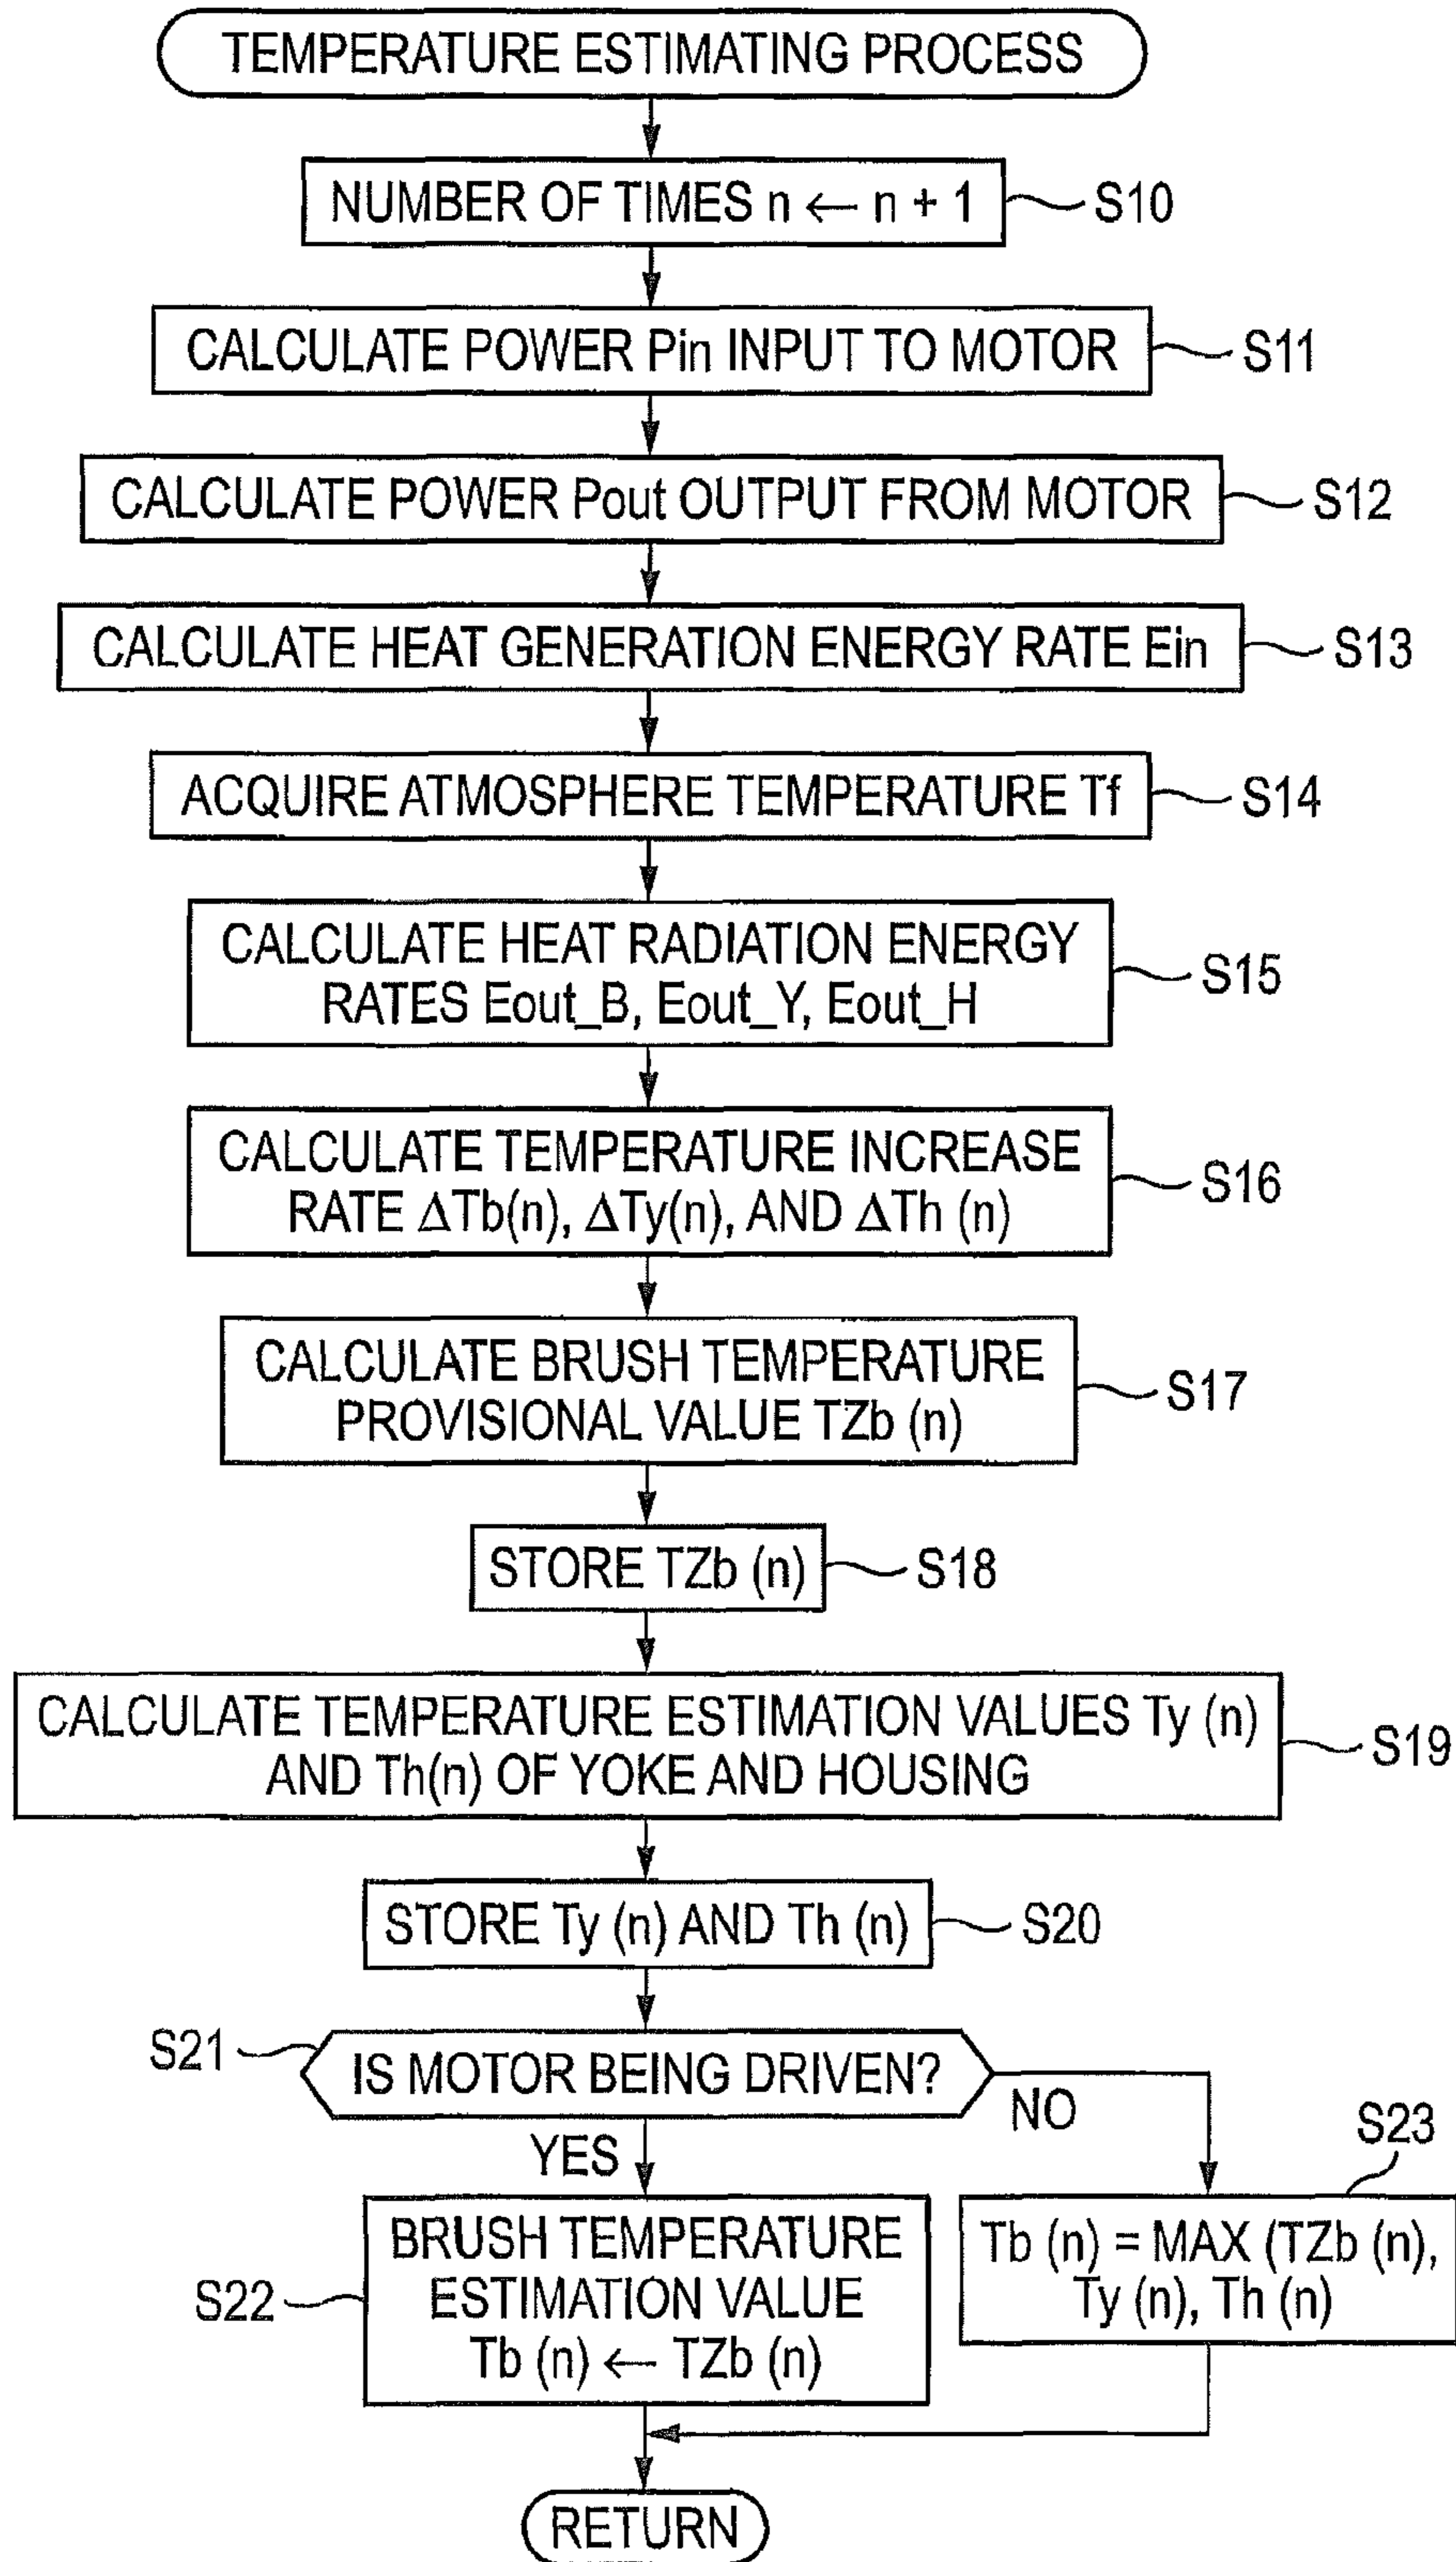 TEMPERATURE ESTIMATING PROCESS
NUMBER OF TIMES n ← n + 1
S10
CALCULATE POWER Pin INPUT TO MOTOR
S11
CALCULATE POWER Pout OUTPUT FROM MOTOR
S12
CALCULATE HEAT GENERATION ENERGY RATE Ein
S13
ACQUIRE ATMOSPHERE TEMPERATURE Tf
S14
CALCULATE HEAT RADIATION ENERGY
RATES Eout_B, Eout_Y, Eout_H
S15
CALCULATE TEMPERATURE INCREASE
RATE ΔTb(n), ΔTy(n), AND ΔTh (n)
S16
CALCULATE BRUSH TEMPERATURE
PROVISIONAL VALUE TZb (n)
S17
STORE TZb (n)
S18
CALCULATE TEMPERATURE ESTIMATION VALUES Ty (n)
AND Th(n) OF YOKE AND HOUSING
S19
STORE Ty (n) AND Th (n)
S20
S21
IS MOTOR BEING DRIVEN?
NO
YES
S23
S22
BRUSH TEMPERATURE
ESTIMATION VALUE
Tb (n) ← TZb (n)
Tb (n) = MAX (TZb (n),
Ty (n), Th (n)
RETURN